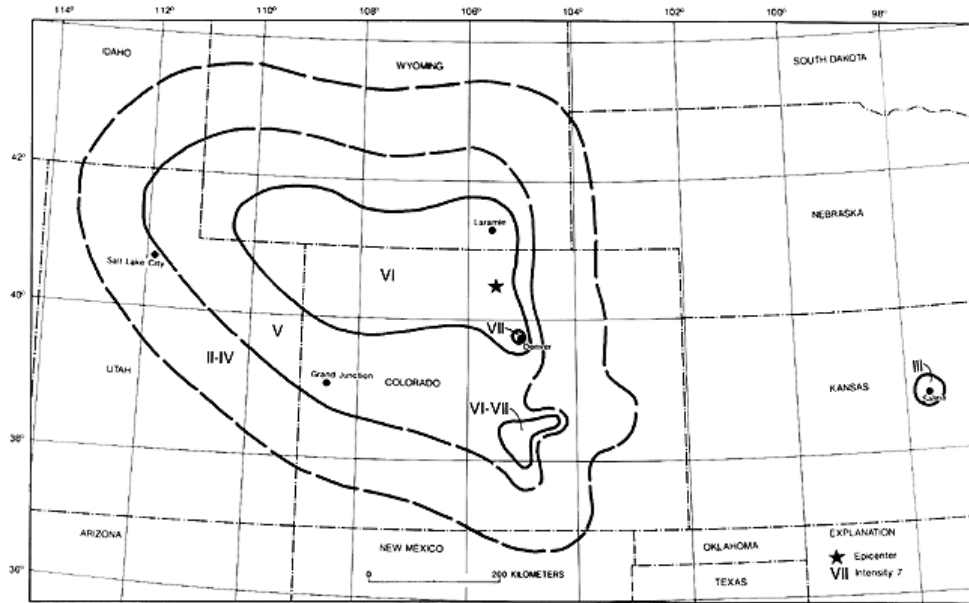 114° 112° 110° 108° 106° 104° 102° 100° 98°
IDAHO
WYOMING
SOUTH DAKOTA
42°
Laramie
NEBRASKA
Salt Lake City
VI
40°
VII
Denver
V
II-IV
UTAH
Grand Junction
COLORADO
KANSAS
III
Salina
VI-VII
38°
ARIZONA
NEW MEXICO
OKLAHOMA
TEXAS
EXPLANATION
Epicenter
VII Intensity 7
36°
0 200 KILOMETERS